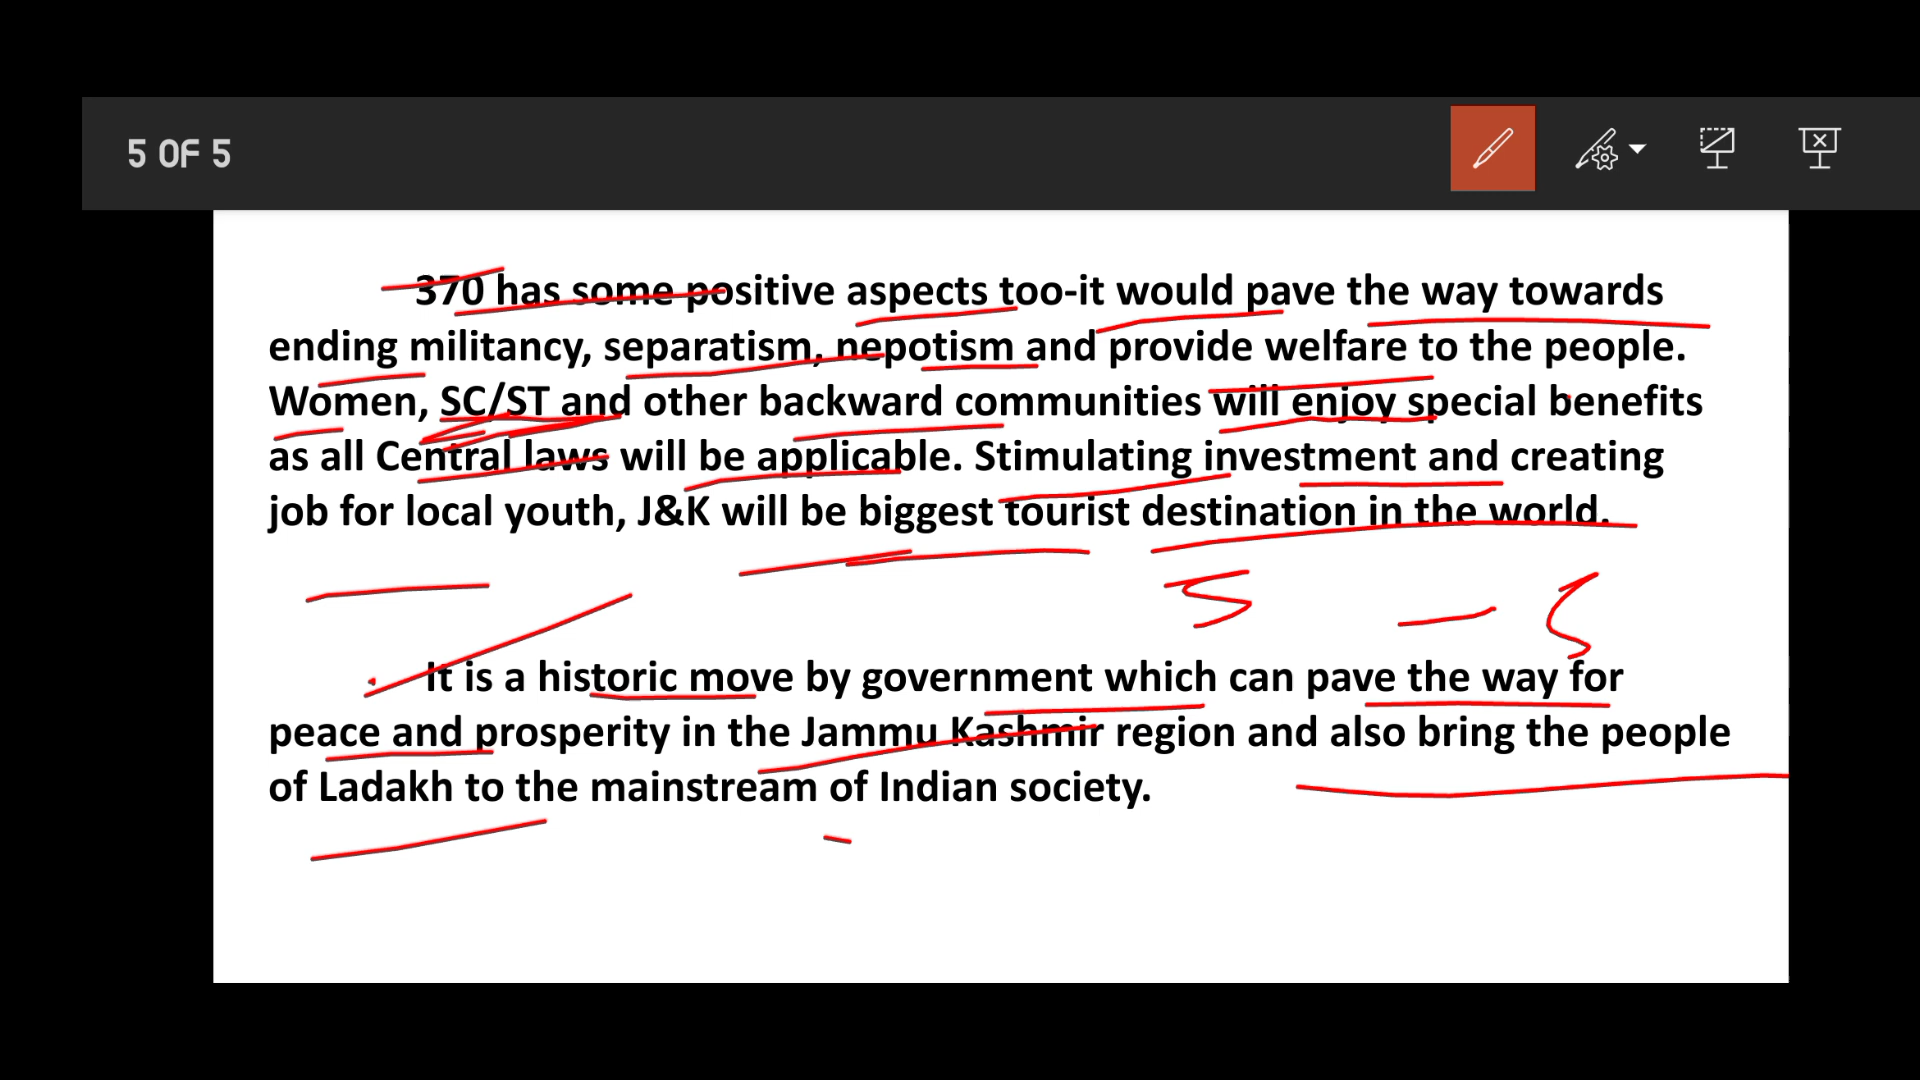 5 OF 5
370 has some positive aspects too-it would pave the way towards
ending militancy, separatism, nepotism and provide welfare to the people.
Women, SC/ST and other backward communities will enjoy special benefits
as all Central laws will be applicable. Stimulating investment and creating
job for local youth, J&K will be biggest tourist destination in the world.
It is a historic move by government which can pave the way for
peace and prosperity in the Jammu Kashmir region and also bring the people
of Ladakh to the mainstream of Indian society.